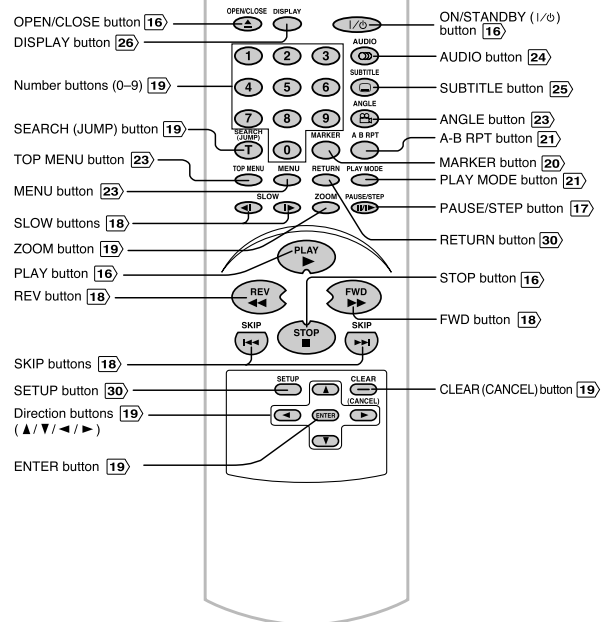 OPEN/CLOSE button 16
DISPLAY button 26
Number buttons (0–9) 19
SEARCH (JUMP) button 19
TOP MENU button 23
MENU button 23
SLOW buttons 18
ZOOM button 19
PLAY button 16
REV button 18
SKIP buttons 18
SETUP button 30
Direction buttons 19
(▲/▼/◄/►)
ENTER button 19
OPEN/CLOSE DISPLAY
I/⏻
1 2 3 AUDIO
4 5 6 SUBTITLE
7 8 9 ANGLE
SEARCH (JUMP) MARKER A B RPT
T 0
TOP MENU MENU RETURN PLAY MODE
SLOW ZOOM PAUSE/STEP
PLAY
REV FWD
SKIP STOP SKIP
SETUP CLEAR
(CANCEL)
ENTER
ON/STANDBY (I/⏻)
button 16
AUDIO button 24
SUBTITLE button 25
ANGLE button 23
A-B RPT button 21
MARKER button 20
PLAY MODE button 21
PAUSE/STEP button 17
RETURN button 30
STOP button 16
FWD button 18
CLEAR (CANCEL) button 19